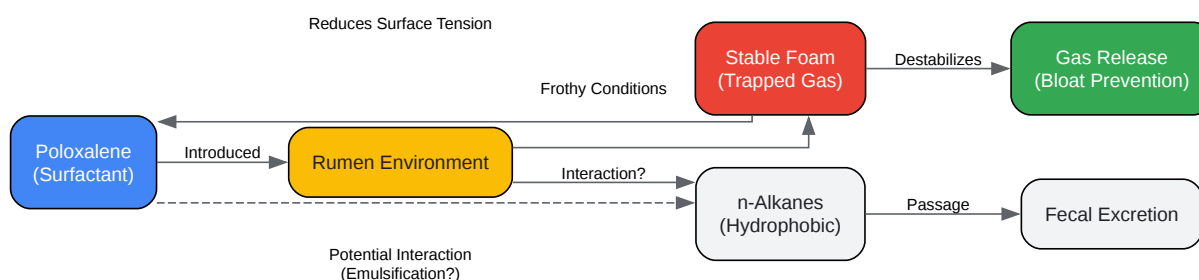 Reduces Surface Tension
Stable Foam
(Trapped Gas)
Destabilizes
Gas Release
(Bloat Prevention)
Frothy Conditions
Poloxalene
(Surfactant)
Introduced
Rumen Environment
Interaction?
n-Alkanes
(Hydrophobic)
Passage
Fecal Excretion
Potential Interaction
(Emulsification?)